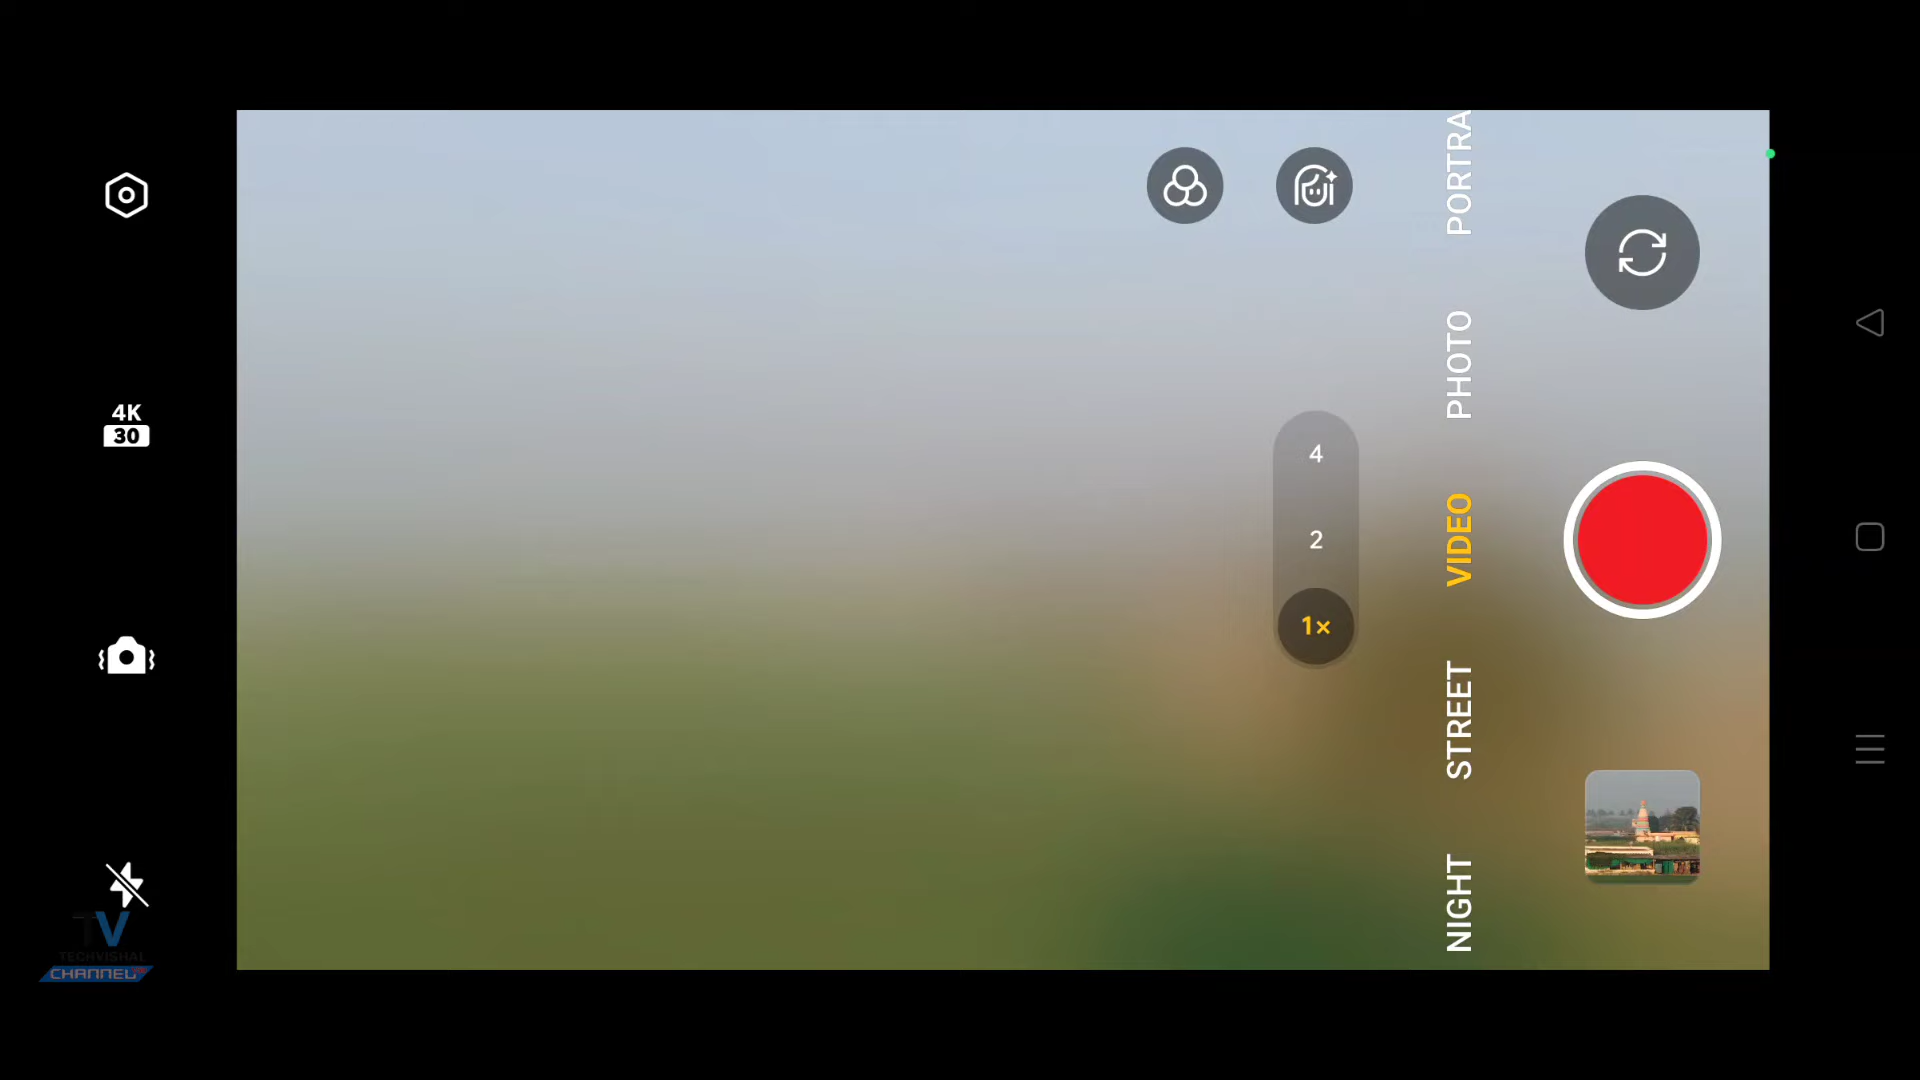 4K
30
TV
TECHVISHAL
CHANNEL
4
2
1×
PORTRA
PHOTO
VIDEO
STREET
NIGHT